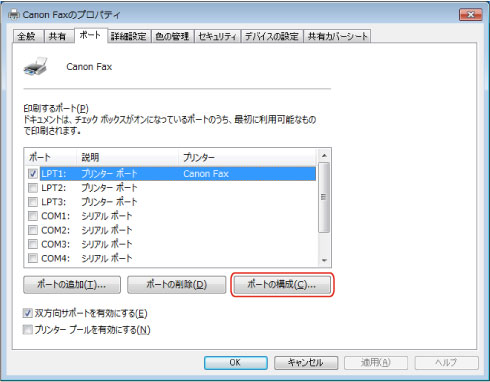 Canon Faxのプロパティ
全般 共有 ポート 詳細設定 色の管理 セキュリティ デバイスの設定 共有カバーシート
Canon Fax
印刷するポート(P)
ドキュメントは、チェック ボックスがオンになっているポートのうち、最初に利用可能なもの
で印刷されます。
ポート 説明 プリンター
LPT1: プリンター ポート Canon Fax
LPT2: プリンター ポート
LPT3: プリンター ポート
COM1: シリアル ポート
COM2: シリアル ポート
COM3: シリアル ポート
COM4: シリアル ポート
ポートの追加(T)... ポートの削除(D) ポートの構成(C)...
双方向サポートを有効にする(E)
プリンター プールを有効にする(N)
OK キャンセル 適用(A) ヘルプ